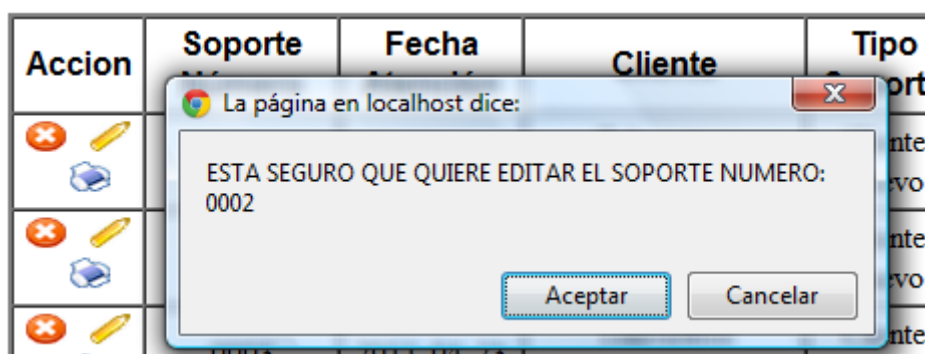 Accion
Soporte
Fecha
Cliente
Tipo
La página en localhost dice:
ESTA SEGURO QUE QUIERE EDITAR EL SOPORTE NUMERO:
0002
Aceptar
Cancelar